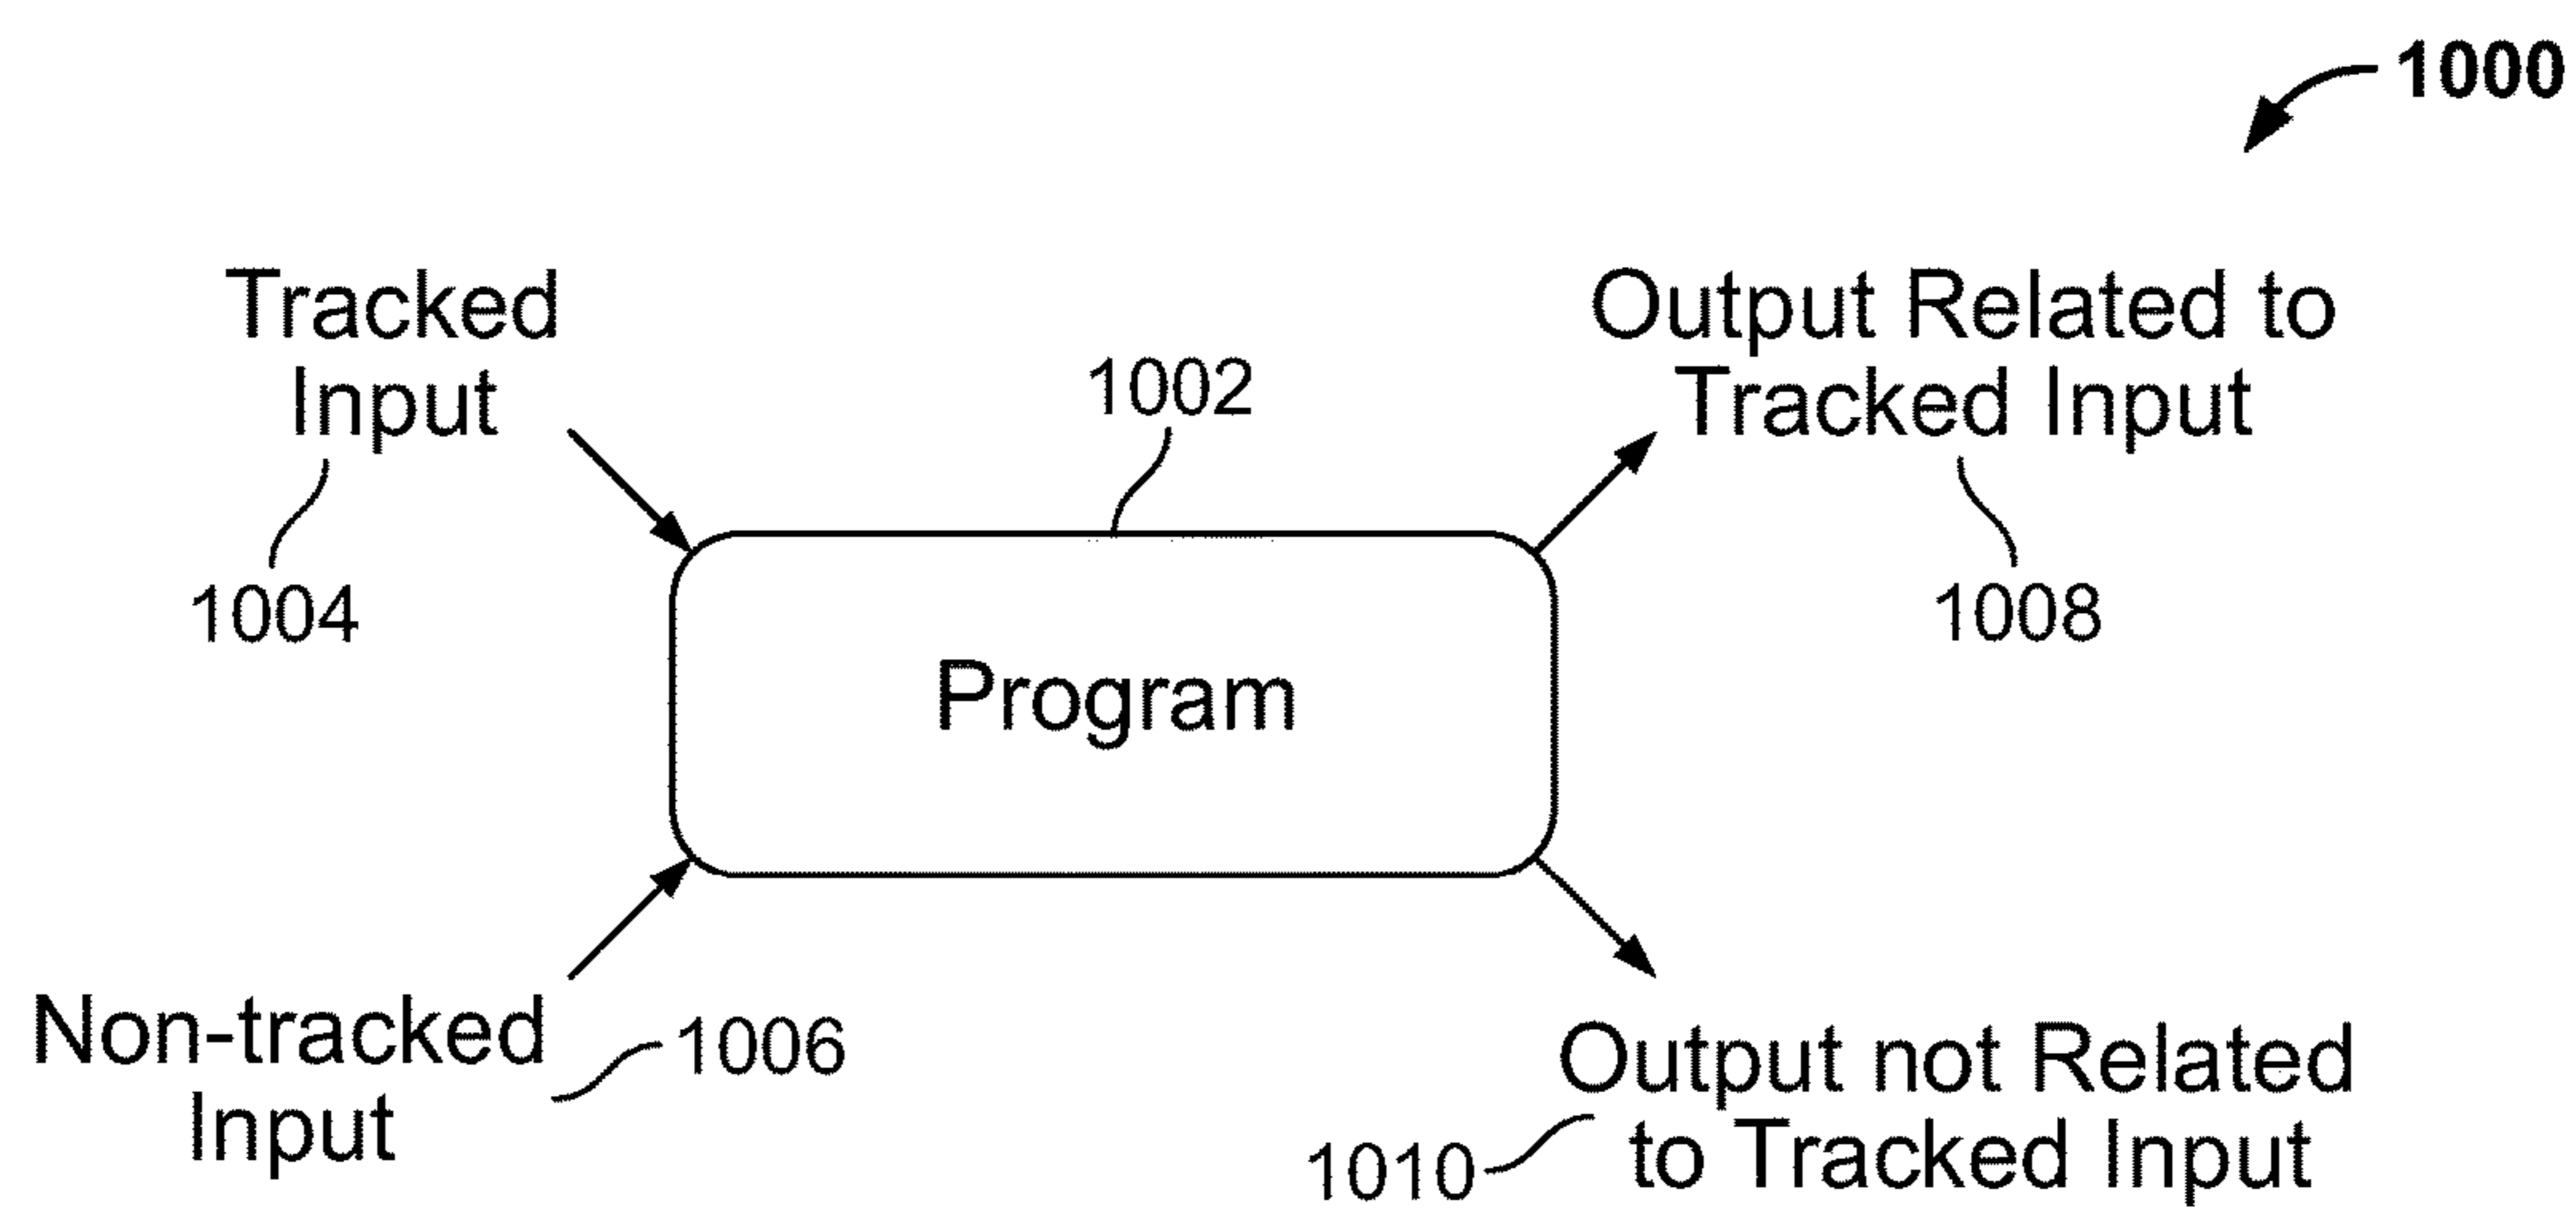 1000
Tracked
Input
1004
1002
Output Related to
Tracked Input
1008
Program
Non-tracked
Input
1006
Output not Related
to Tracked Input
1010